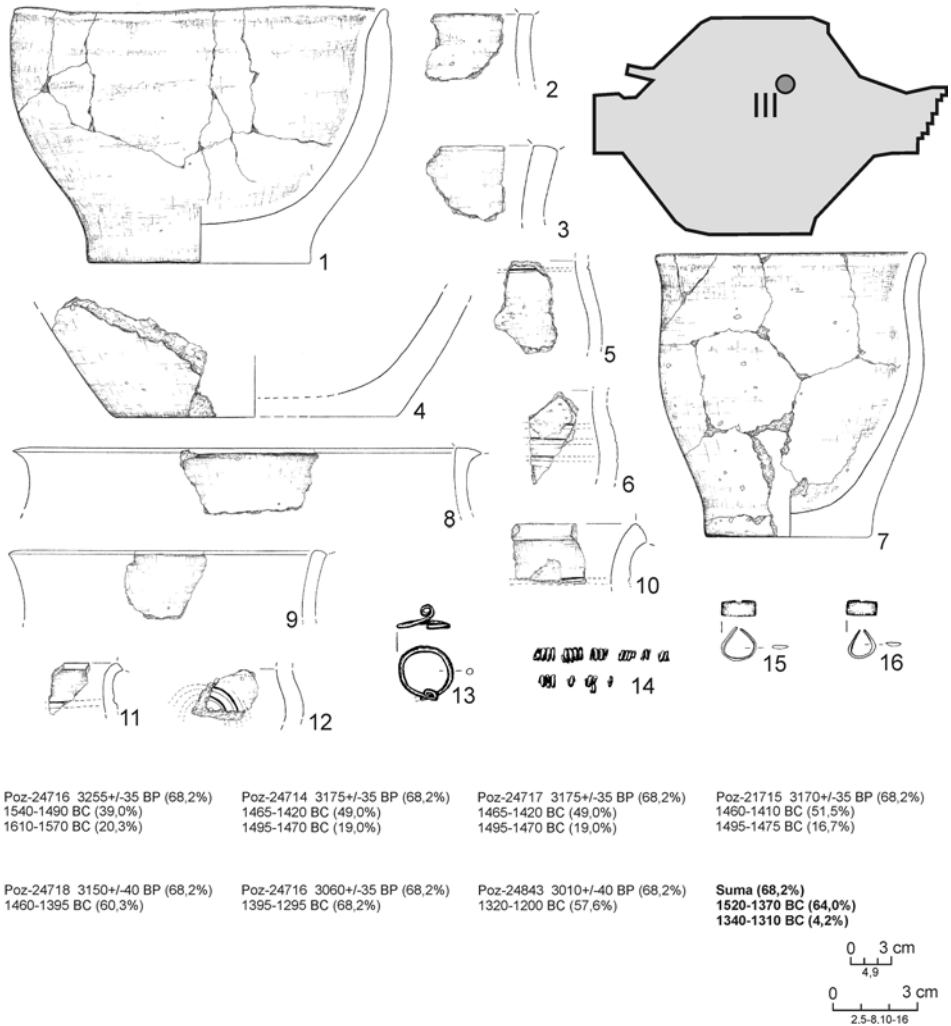 1
2
3
III
4
5
6
7
8
9
10
11
12
13
14
15
16
Poz-24716 3255+/-35 BP (68,2%)
1540-1490 BC (39,0%)
1610-1570 BC (20,3%)
Poz-24714 3175+/-35 BP (68,2%)
1465-1420 BC (49,0%)
1495-1470 BC (19,0%)
Poz-24717 3175+/-35 BP (68,2%)
1465-1420 BC (49,0%)
1495-1470 BC (19,0%)
Poz-21715 3170+/-35 BP (68,2%)
1460-1410 BC (51,5%)
1495-1475 BC (16,7%)
Poz-24718 3150+/-40 BP (68,2%)
1460-1395 BC (60,3%)
Poz-24716 3060+/-35 BP (68,2%)
1395-1295 BC (68,2%)
Poz-24843 3010+/-40 BP (68,2%)
1320-1200 BC (57,6%)
Suma (68,2%)
1520-1370 BC (64,0%)
1340-1310 BC (4,2%)
0 3 cm
4,9
0 3 cm
2,5-8,10-16